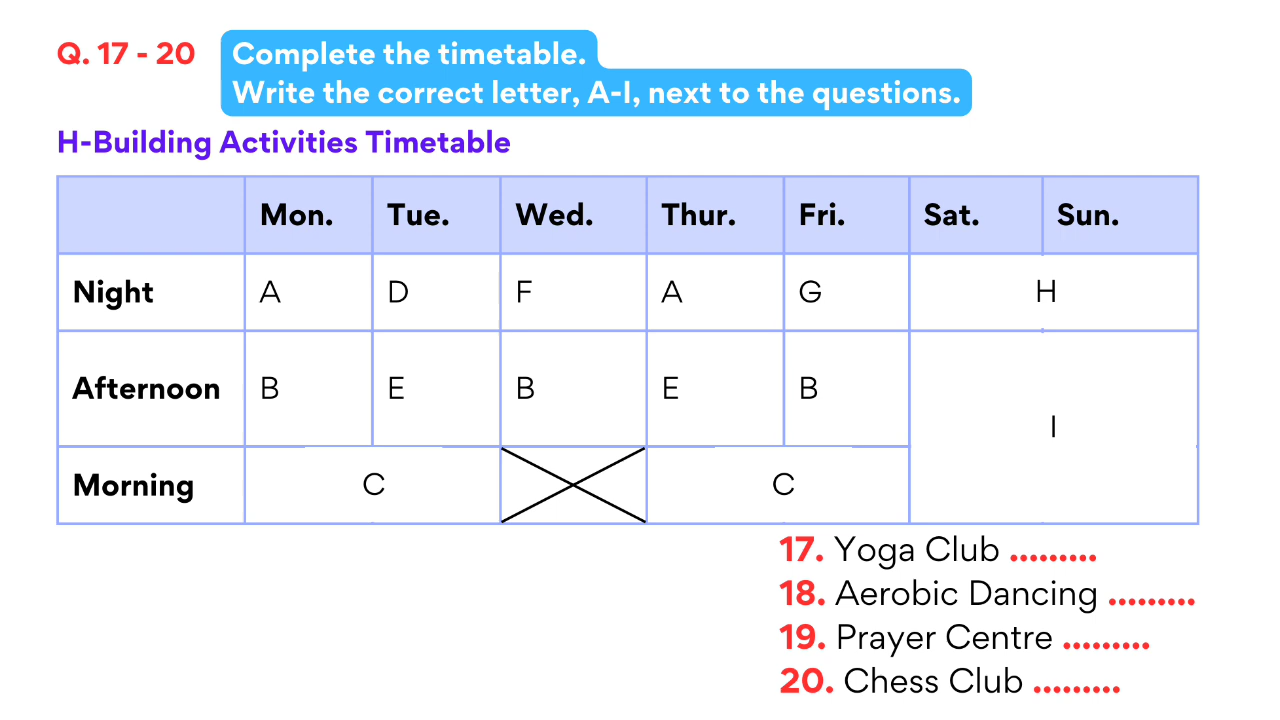 Q. 17 - 20
Complete the timetable.
Write the correct letter, A-I, next to the questions.
H-Building Activities Timetable
Mon. Tue. Wed. Thur. Fri. Sat. Sun.
Night A D F A G H
Afternoon B E B E B
I
Morning C C
17. Yoga Club .........
18. Aerobic Dancing .........
19. Prayer Centre .........
20. Chess Club .........